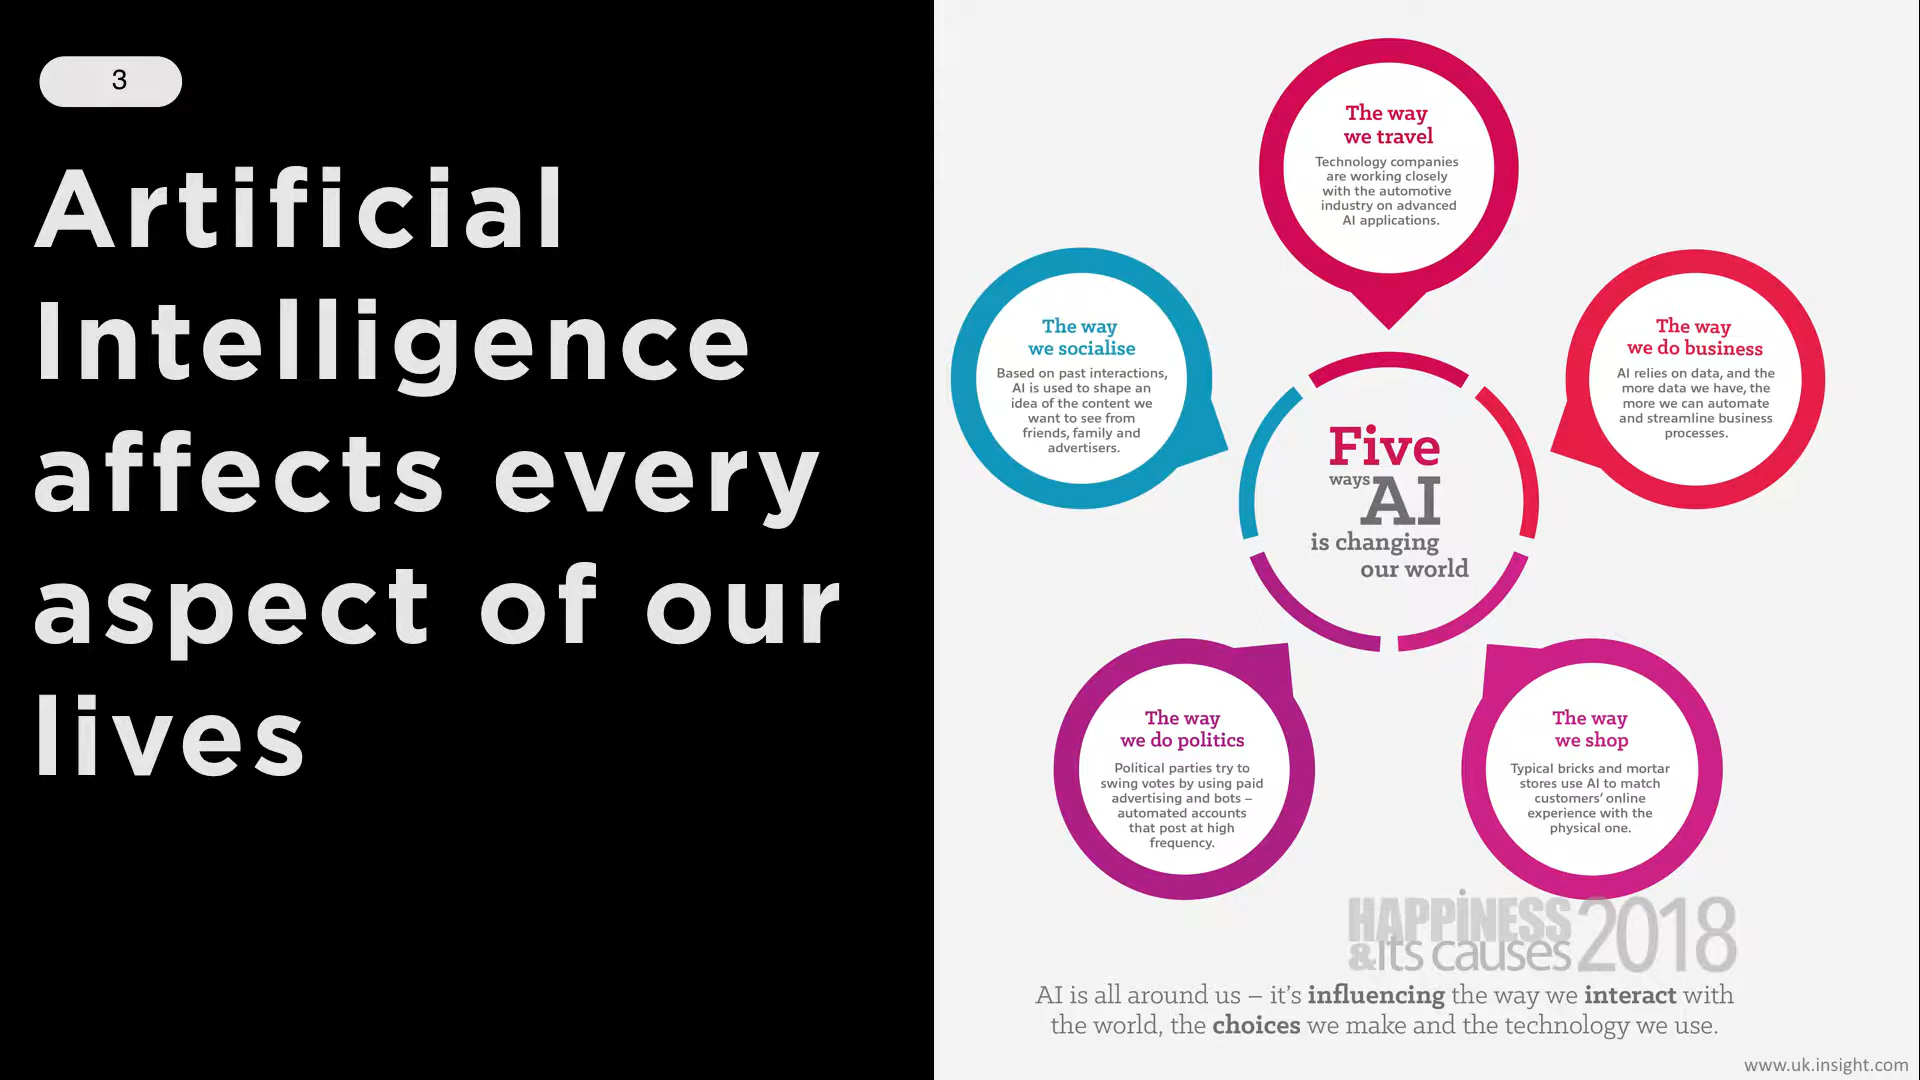 3
Artificial
Intelligence
affects every
aspect of our
lives
The way
we travel
Technology companies
are working closely
with the automotive
industry on advanced
AI applications.
The way
we socialise
Based on past interactions,
AI is used to shape an
idea of the content we
want to see from
friends, family and
advertisers.
The way
we do business
AI relies on data, and the
more data we have, the
more we can automate
and streamline business
processes.
Five
ways AI
is changing
our world
The way
we do politics
Political parties try to
swing votes by using paid
advertising and bots –
automated accounts
that post at high
frequency.
The way
we shop
Typical bricks and mortar
stores use AI to match
customers' online
experience with the
physical one.
HAPPINESS
&ITS CAUSES 2018
AI is all around us – it's influencing the way we interact with
the world, the choices we make and the technology we use.
www.uk.insight.com